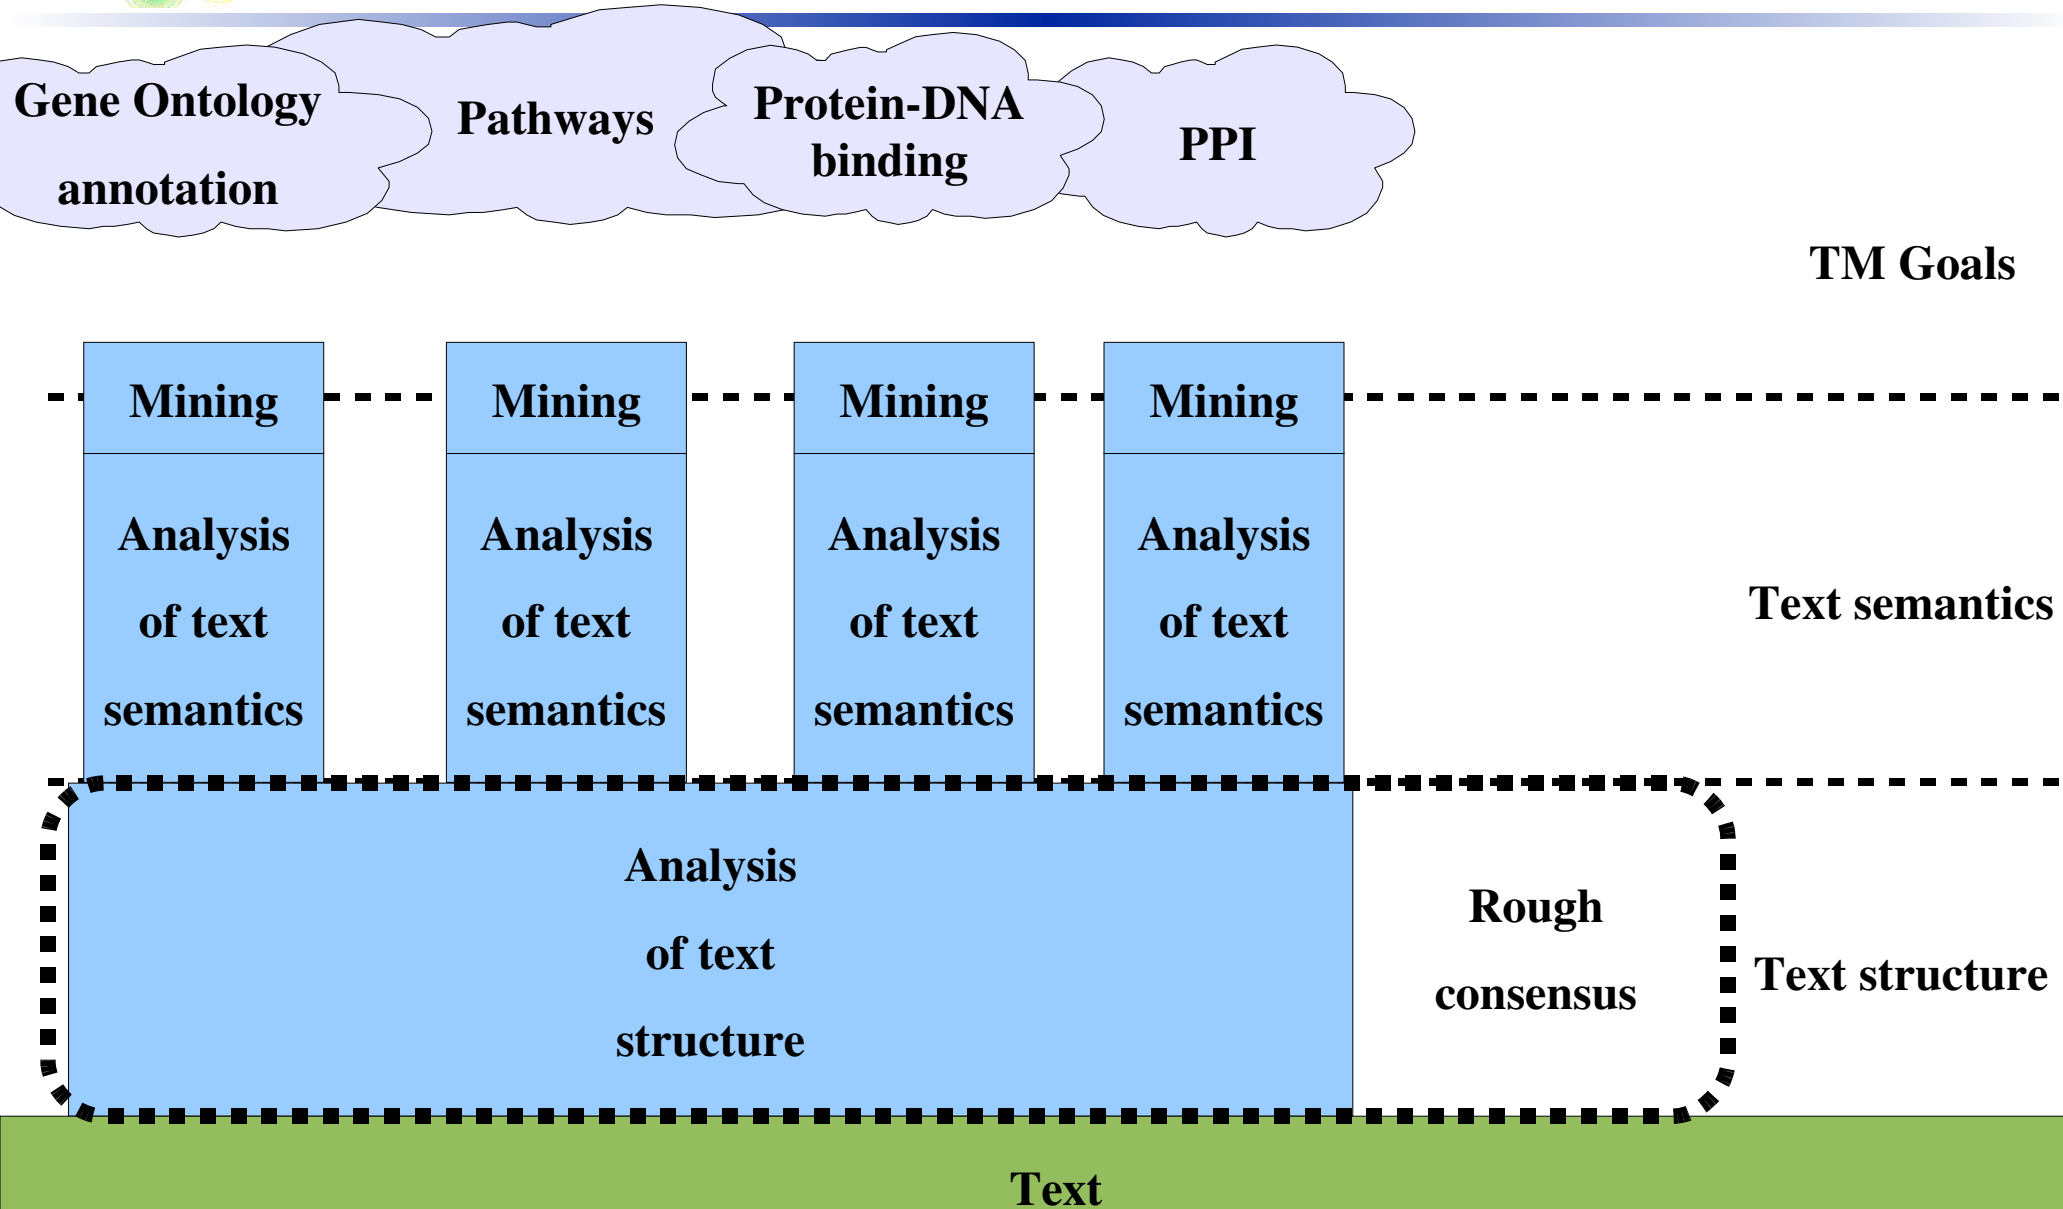 Gene Ontology
annotation
Pathways
Protein-DNA
binding
PPI
TM Goals
Mining
Mining
Mining
Mining
Analysis
of text
semantics
Analysis
of text
semantics
Analysis
of text
semantics
Analysis
of text
semantics
Text semantics
Analysis
of text
structure
Rough
consensus
Text structure
Text